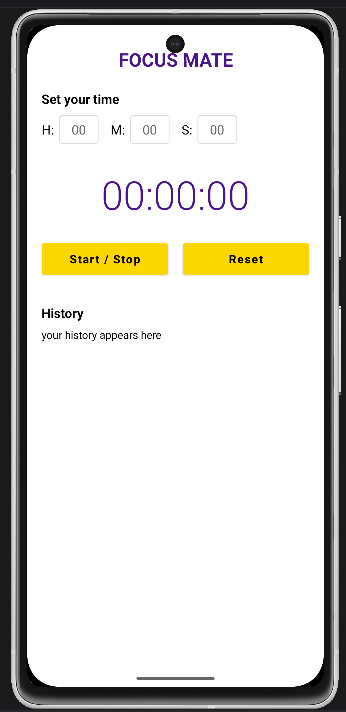 FOCUS MATE
Set your time
H: 00 M: 00 S: 00
00:00:00
Start / Stop Reset
History
your history appears here